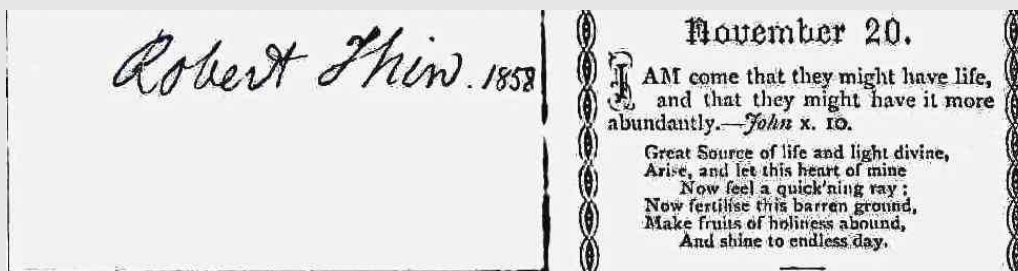 Robert Thin. 1858
November 20.
I AM come that they might have life,
and that they might have it more
abundantly.—John x. 10.
Great Source of life and light divine,
Arise, and let this heart of mine
Now feel a quick'ning ray ;
Now fertilise this barren ground,
Make fruits of holiness abound,
And shine to endless day.